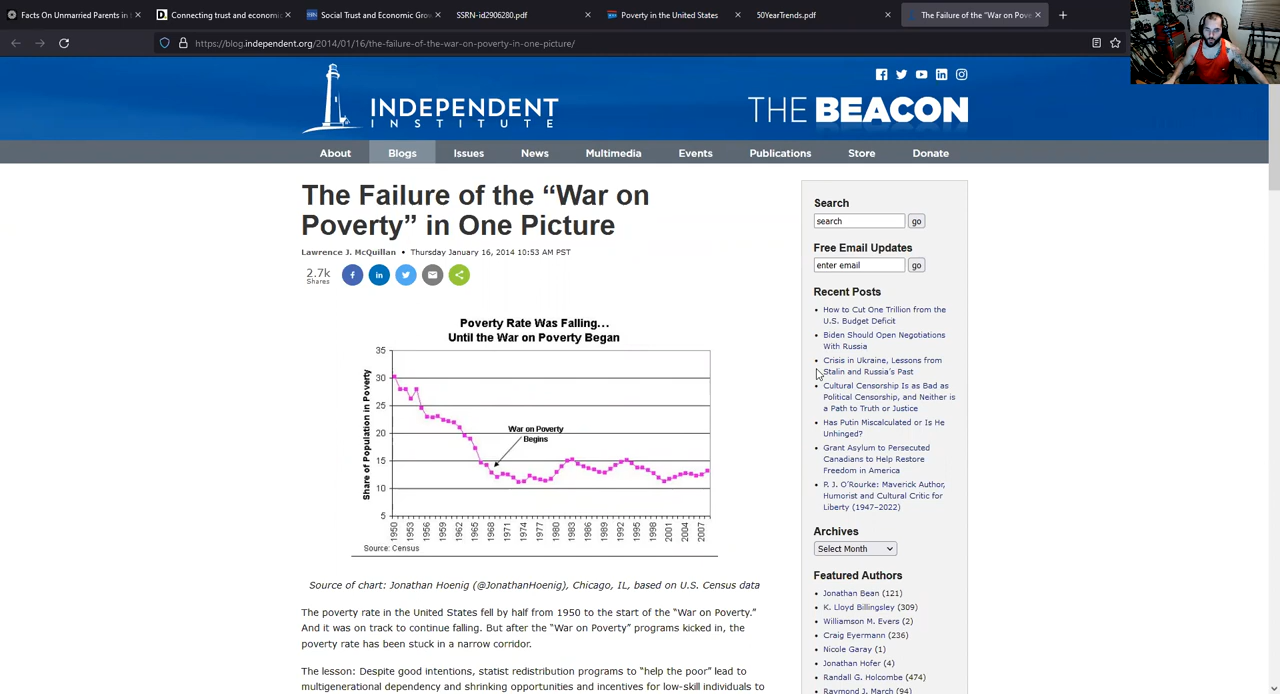 Facts On Unmarried Parents in t
Connecting trust and economic
Social Trust and Economic Grow
SSRN-id2906280.pdf
Poverty in the United States
50YearTrends.pdf
The Failure of the "War on Pove
https://blog.independent.org/2014/01/16/the-failure-of-the-war-on-poverty-in-one-picture/
INDEPENDENT
INSTITUTE
THE BEACON
About
Blogs
Issues
News
Multimedia
Events
Publications
Store
Donate
The Failure of the “War on
Poverty” in One Picture
Lawrence J. McQuillan • Thursday January 16, 2014 10:53 AM PST
2.7k
Shares
Poverty Rate Was Falling...
Until the War on Poverty Began
Share of Population in Poverty
35
30
25
20
15
10
5
War on Poverty
Begins
1950
1953
1956
1959
1962
1965
1968
1971
1974
1977
1980
1983
1986
1989
1992
1995
1998
2001
2004
2007
Source: Census
Source of chart: Jonathan Hoenig (@JonathanHoenig), Chicago, IL, based on U.S. Census data
The poverty rate in the United States fell by half from 1950 to the start of the “War on Poverty.”
And it was on track to continue falling. But after the “War on Poverty” programs kicked in, the
poverty rate has been stuck in a narrow corridor.
The lesson: Despite good intentions, statist redistribution programs to “help the poor” lead to
multigenerational dependency and shrinking opportunities and incentives for low-skill individuals to
Search
search
go
Free Email Updates
enter email
go
Recent Posts
How to Cut One Trillion from the
U.S. Budget Deficit
Biden Should Open Negotiations
With Russia
Crisis in Ukraine, Lessons from
Stalin and Russia's Past
Cultural Censorship Is as Bad as
Political Censorship, and Neither is
a Path to Truth or Justice
Has Putin Miscalculated or Is He
Unhinged?
Grant Asylum to Persecuted
Canadians to Help Restore
Freedom in America
P. J. O'Rourke: Maverick Author,
Humorist and Cultural Critic for
Liberty (1947–2022)
Archives
Select Month
Featured Authors
Jonathan Bean (121)
K. Lloyd Billingsley (309)
Williamson M. Evers (2)
Craig Eyermann (236)
Nicole Garay (1)
Jonathan Hofer (4)
Randall G. Holcombe (474)
Raymond J. March (94)